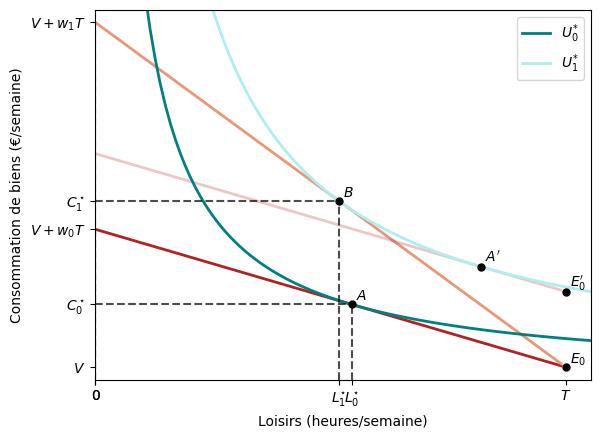 V + w₁T
C₁*
V + w₀T
C₀*
V
Consommation de biens (€/semaine)
U₀*
U₁*
B
A'
A
E₀'
E₀
0
0
L₁*
L₀*
T
Loisirs (heures/semaine)